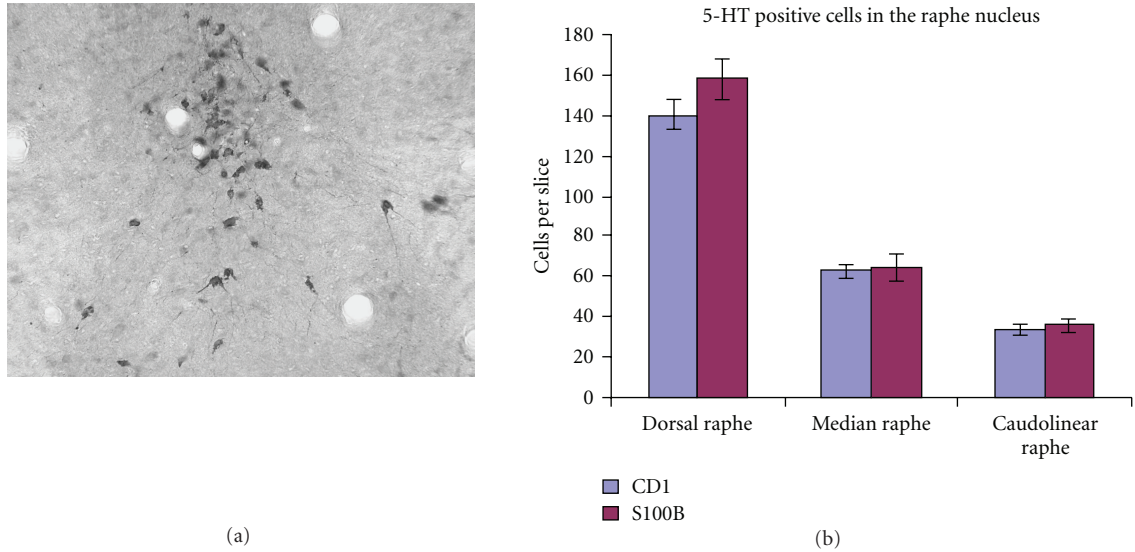 5-HT positive cells in the raphe nucleus
180
160
140
120
100
80
60
40
20
0
Cells per slice
Dorsal raphe
Median raphe
Caudolinear
raphe
CD1
S100B
(a)
(b)